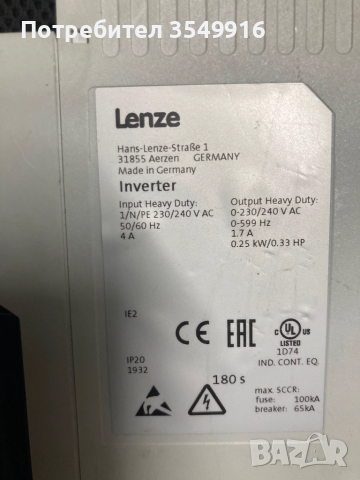 Потребител 3549916
Lenze
Hans-Lenze-Straße 1
31855 Aerzen GERMANY
Made in Germany
Inverter
Input Heavy Duty:
1/N/PE 230/240 V AC
50/60 Hz
4 A
Output Heavy Duty:
0-230/240 V AC
0-599 Hz
1.7 A
0.25 kW/0.33 HP
IE2
CE EAC
C UL US
LISTED
1D74
IND. CONT. EQ.
IP20
1932
180 s
max. SCCR:
fuse: 100kA
breaker: 65kA
bazar
БАЗАР